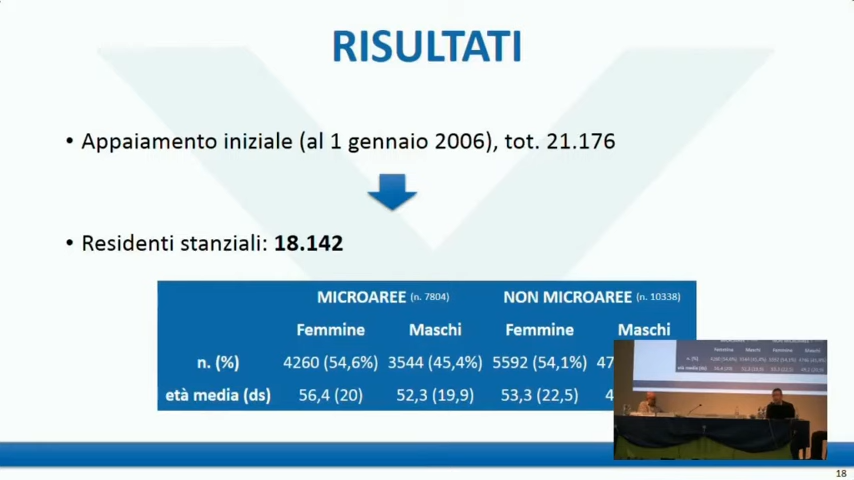 RISULTATI
• Appaiamento iniziale (al 1 gennaio 2006), tot. 21.176
• Residenti stanziali: 18.142
MICROAREE (n. 7804) NON MICROAREE (n. 10338)
Femmine Maschi Femmine Maschi
n. (%) 4260 (54,6%) 3544 (45,4%) 5592 (54,1%) 47
età media (ds) 56,4 (20) 52,3 (19,9) 53,3 (22,5) 4
18